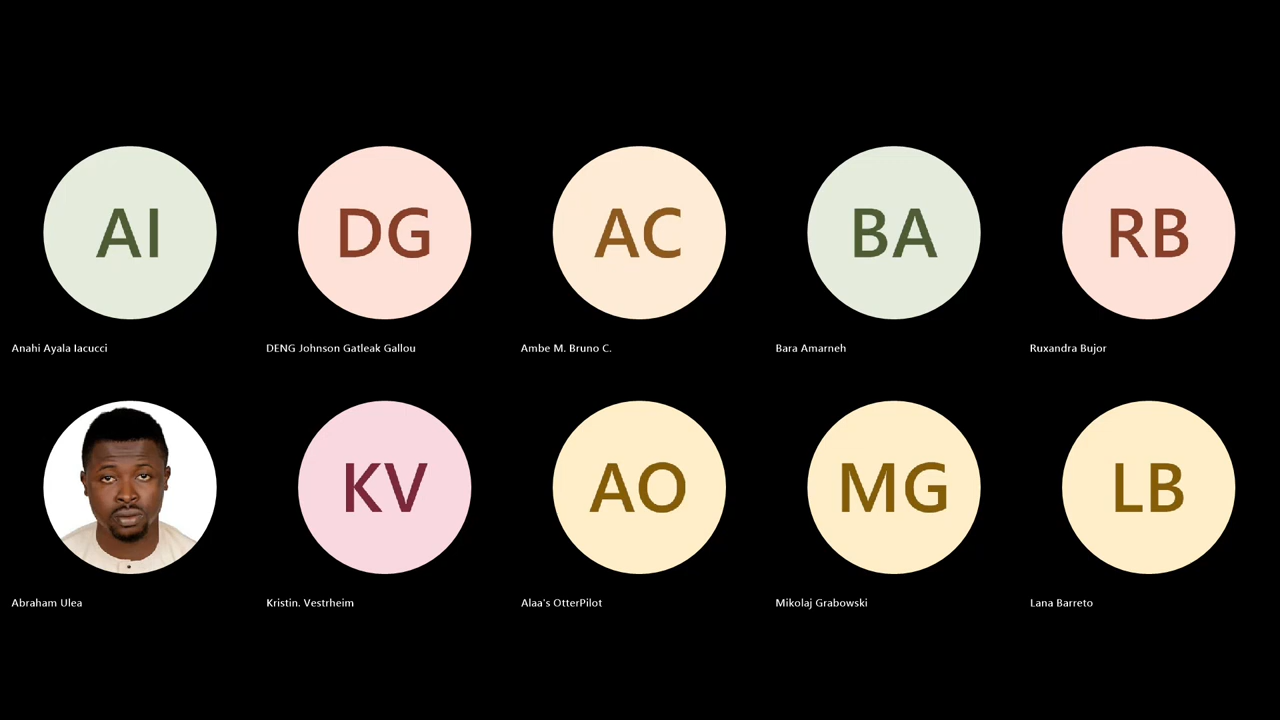 AI
DG
AC
BA
RB
Anahi Ayala Iacucci
DENG Johnson Gatleak Gallou
Ambe M. Bruno C.
Bara Amarneh
Ruxandra Bujor
KV
AO
MG
LB
Abraham Ulea
Kristin. Vestrheim
Alaa's OtterPilot
Mikolaj Grabowski
Lana Barreto